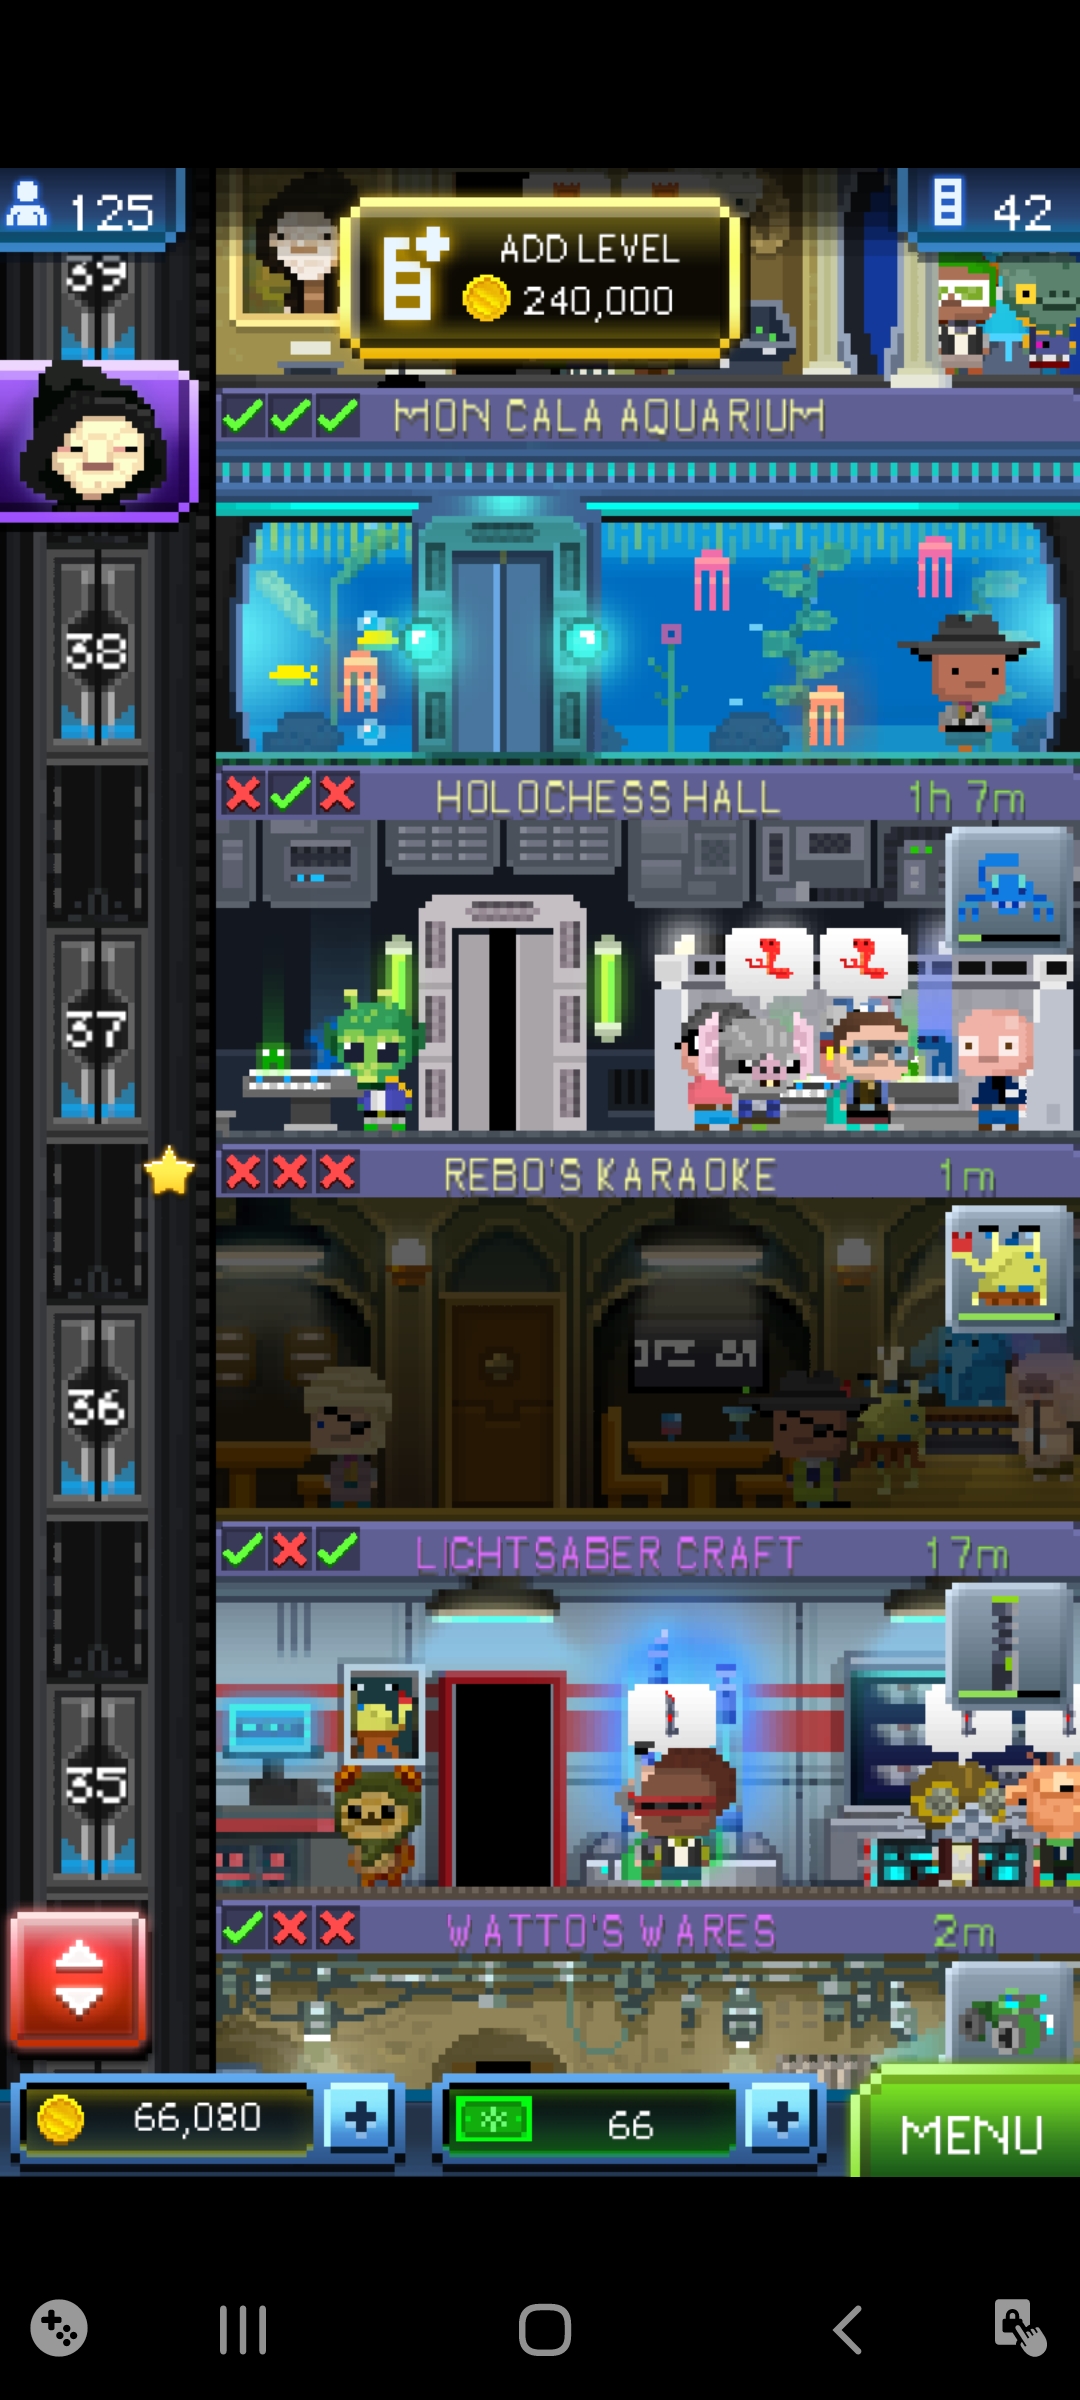 125
ADD LEVEL
240,000
42
39
MON CALA AQUARIUM
38
HOLOCHESS HALL 1h 7m
37
REBO'S KARAOKE 1m
36
LIGHTSABER CRAFT 17m
35
WATTO'S WARES 2m
66,080
66
MENU